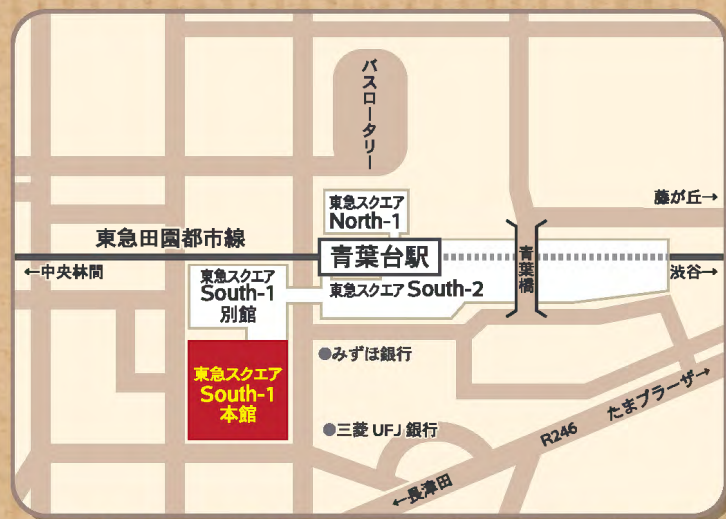 バスロータリー
藤が丘→
東急スクエア
North-1
東急田園都市線
青葉台駅
青葉橋
←中央林間
渋谷→
東急スクエア
South-1
別館
東急スクエア South-2
東急スクエア
South-1
本館
●みずほ銀行
●三菱UFJ銀行
R246 たまプラーザ→
←長津田